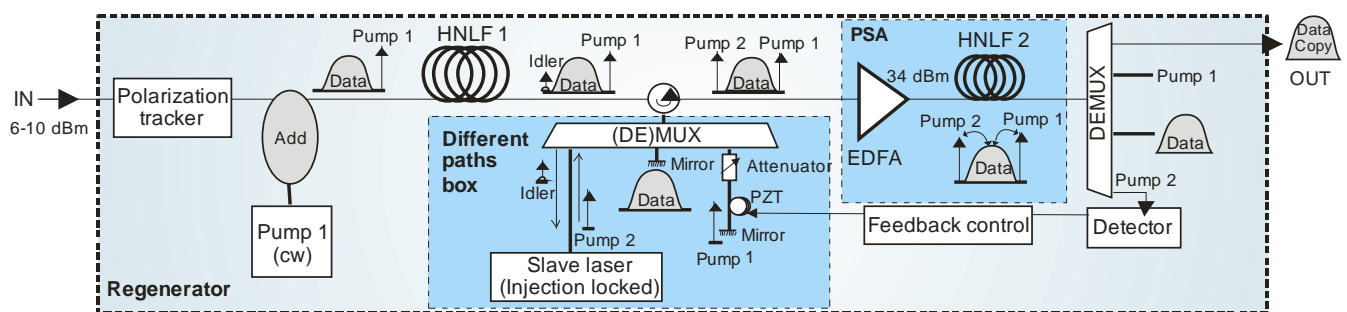 IN
6-10 dBm
Polarization
tracker
Add
Pump 1
(cw)
Regenerator
Pump 1
Data
HNLF 1
Idler
Data
Pump 1
Pump 2
Pump 1
Data
Different
paths
box
(DE)MUX
Idler
Pump 2
Slave laser
(Injection locked)
Mirror
Data
Attenuator
PZT
Mirror
Pump 1
PSA
EDFA
34 dBm
HNLF 2
Pump 2
Pump 1
Data
Feedback control
DEMUX
Pump 1
Data
Pump 2
Detector
Data
Copy
OUT